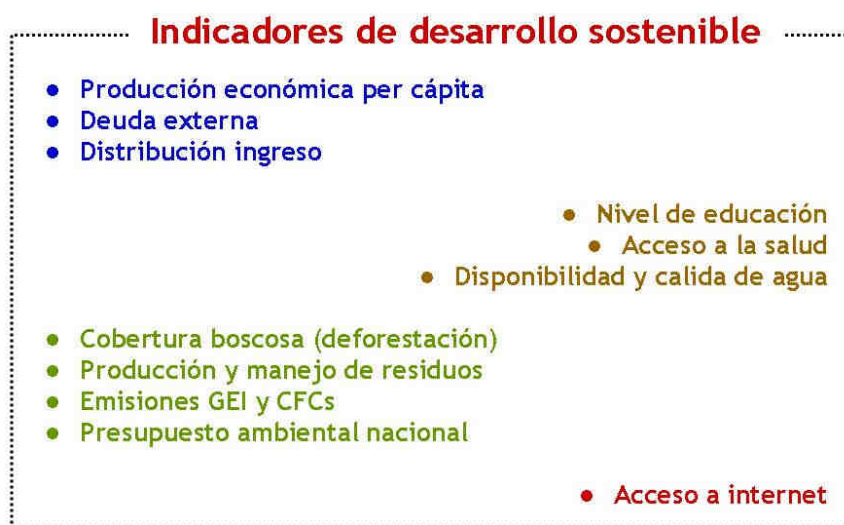 Indicadores de desarrollo sostenible
● Producción económica per cápita
● Deuda externa
● Distribución ingreso
● Nivel de educación
● Acceso a la salud
● Disponibilidad y calida de agua
● Cobertura boscosa (deforestación)
● Producción y manejo de residuos
● Emisiones GEI y CFCs
● Presupuesto ambiental nacional
● Acceso a internet